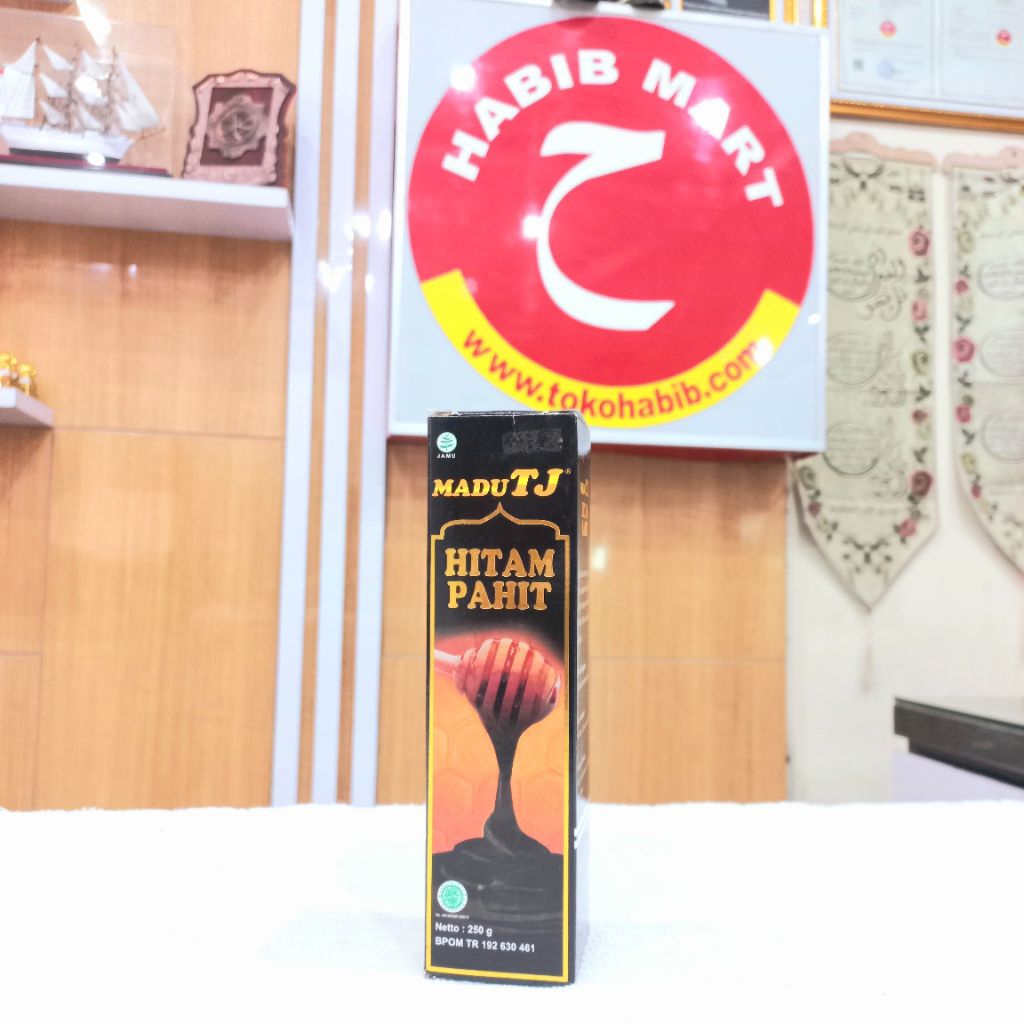 HABIB MART
ح
www.tokohabib.com
JAMU
MADU TJ®
HITAM
PAHIT
Netto : 250 g
BPOM TR 192 630 461